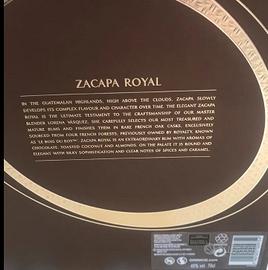 ZACAPA ROYAL
IN THE GUATEMALAN HIGHLANDS, HIGH ABOVE THE CLOUDS, ZACAPA SLOWLY
DEVELOPS ITS COMPLEX FLAVOUR AND CHARACTER OVER TIME. THE ELEGANT ZACAPA
ROYAL IS THE ULTIMATE TESTAMENT TO THE CRAFTSMANSHIP OF OUR MASTER
BLENDER LORENA VÁSQUEZ. SHE CAREFULLY SELECTS OUR MOST TREASURED AND
MATURE RUMS AND FINISHES THEM IN RARE FRENCH OAK CASKS, EXCLUSIVELY
SOURCED FROM FOUR FRENCH FORESTS, PREVIOUSLY OWNED BY ROYALTY, KNOWN
AS 'LE BOIS DU ROY'. ZACAPA ROYAL IS AN EXTRAORDINARY RUM WITH AROMAS OF
CHOCOLATE, TOASTED COCONUT AND ALMONDS. ON THE PALATE IT IS ROUND AND
ELEGANT WITH SILKY SOPHISTICATION AND CLEAR NOTES OF SPICES AND CARAMEL.